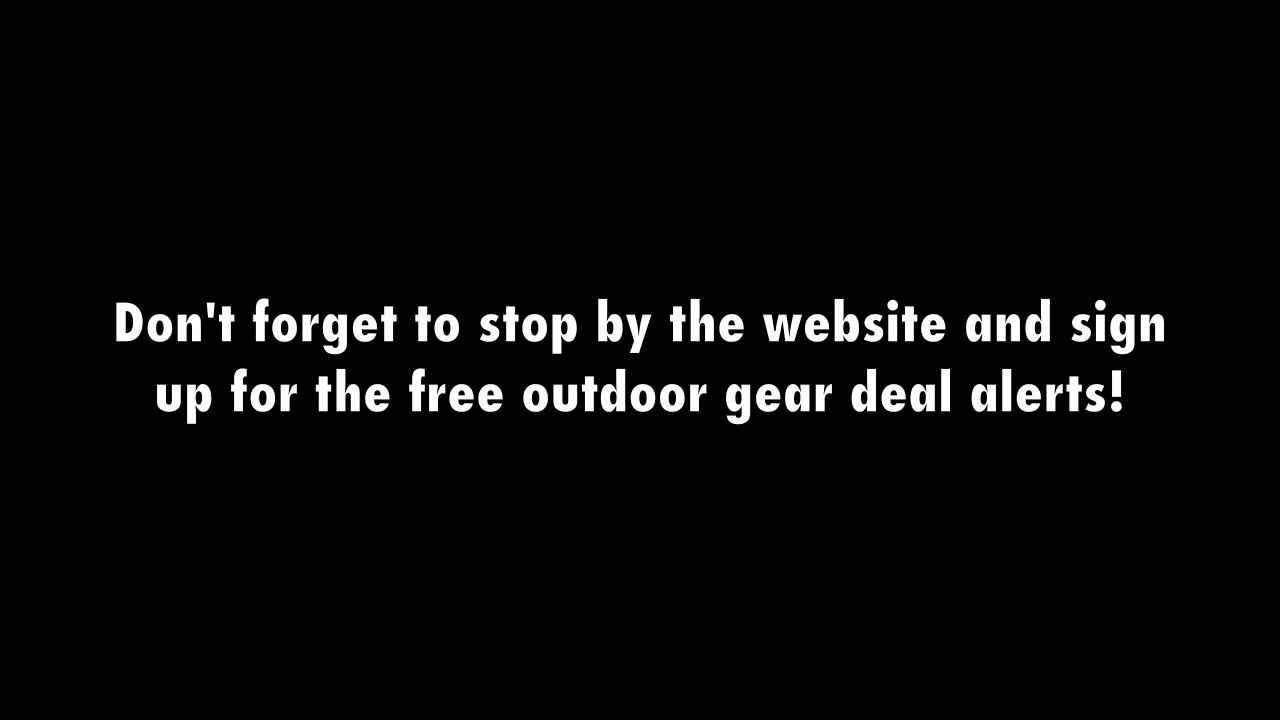 Don't forget to stop by the website and sign
up for the free outdoor gear deal alerts!